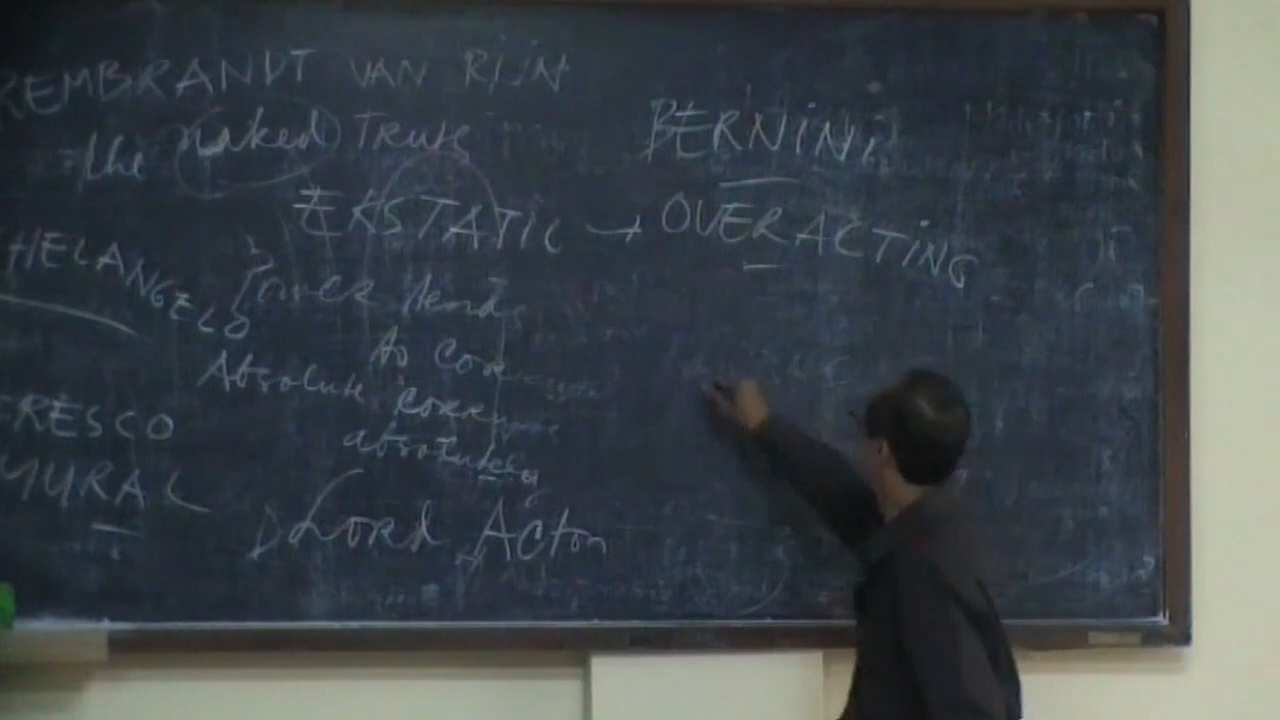 REMBRANDT VAN RIJN
the naked TRUTH
BERNINI
EKSTATIC → OVERACTING
HELANGELO
Power tends
to corr
Absolute corrupts
absolutely
FRESCO
MURAL
Lord Acton